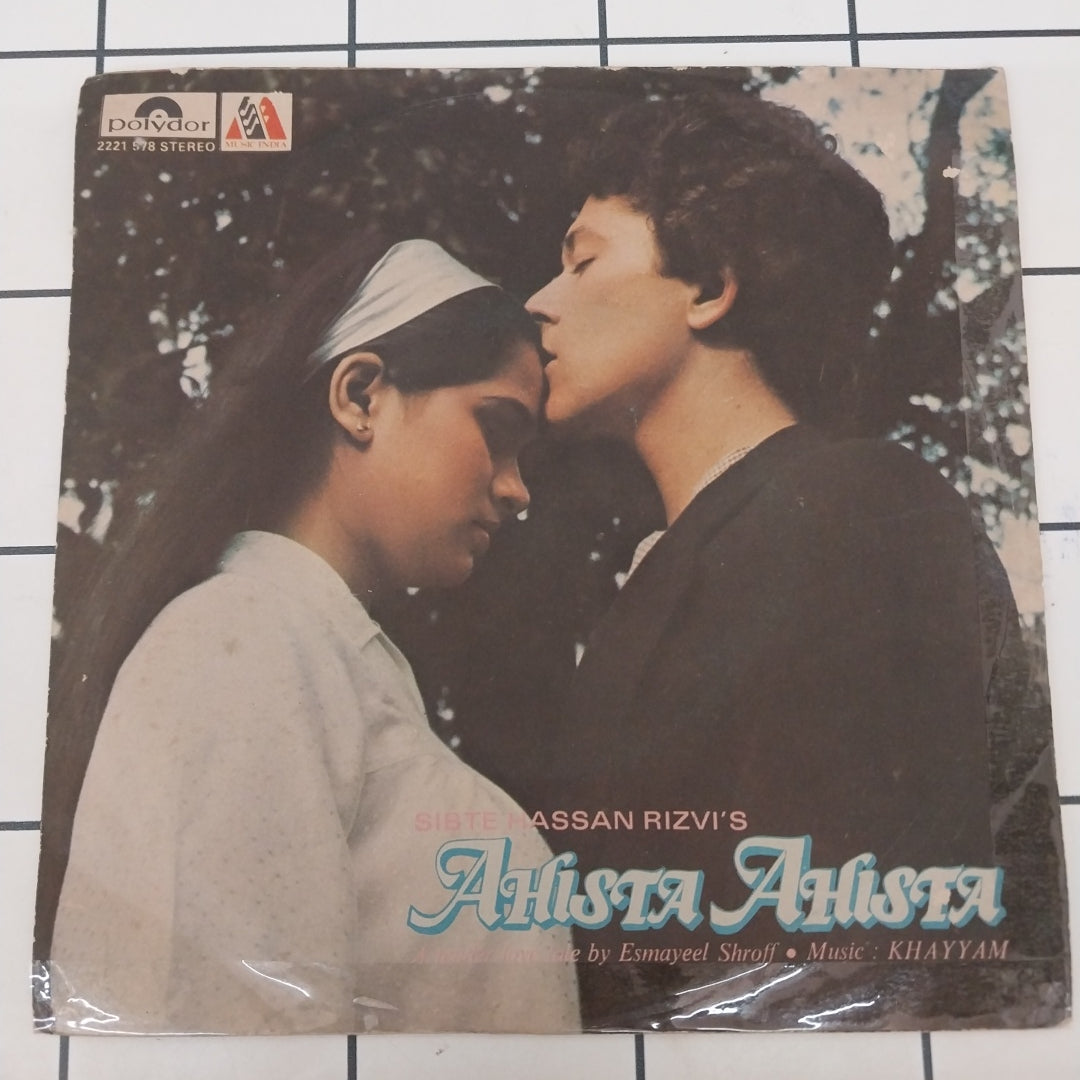 polydor
MUSIC INDIA
2221 578 STEREO
SIBTE HASSAN RIZVI'S
AHISTA AHISTA
by Esmayeel Shroff • Music : KHAYYAM